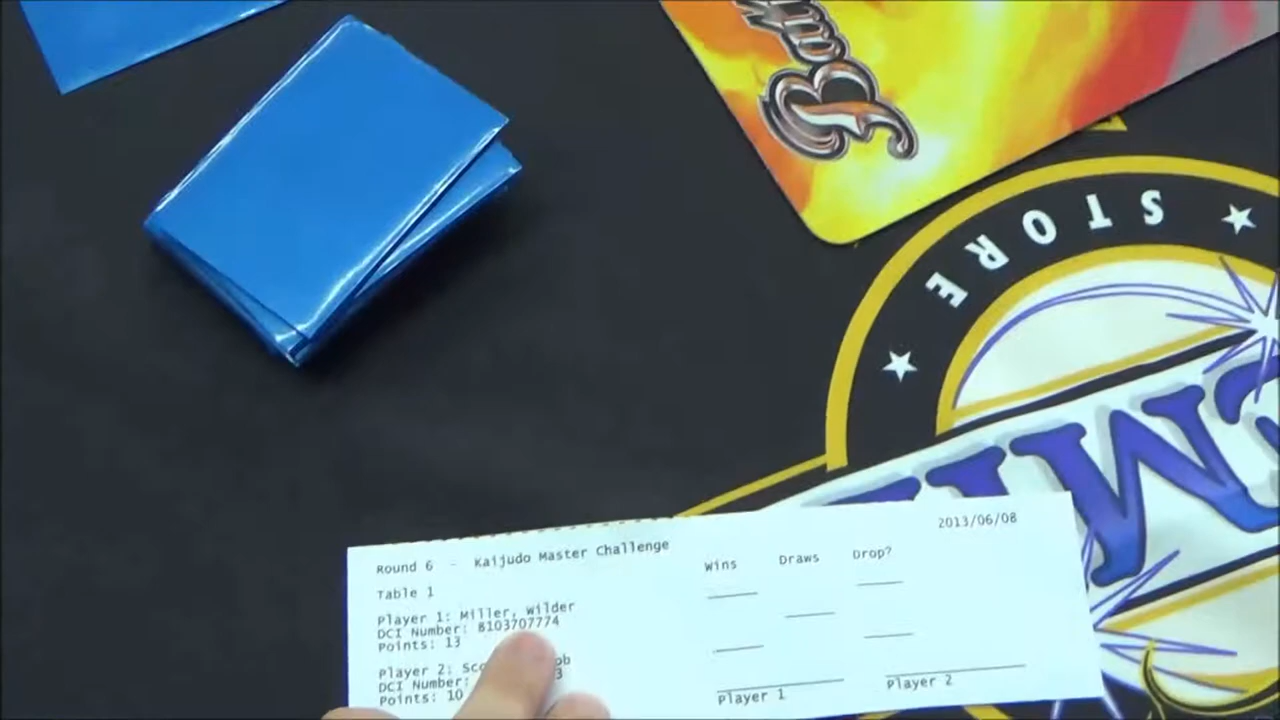 STORE
Round 6 - Kaijudo Master Challenge
2013/06/08
Wins Draws Drop?
Table 1
Player 1: Miller, Wilder
DCI Number: 8103707774
Points: 13
Player 2:
DCI Number:
Points: 10
Player 1
Player 2